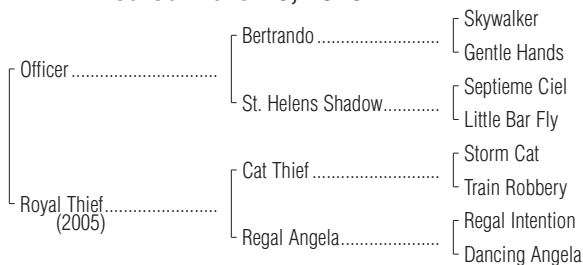 Skywalker
Bertrando
Gentle Hands
Officer
Septieme Ciel
St. Helens Shadow
Little Bar Fly
Storm Cat
Cat Thief
Train Robbery
Royal Thief
(2005)
Regal Intention
Regal Angela
Dancing Angela